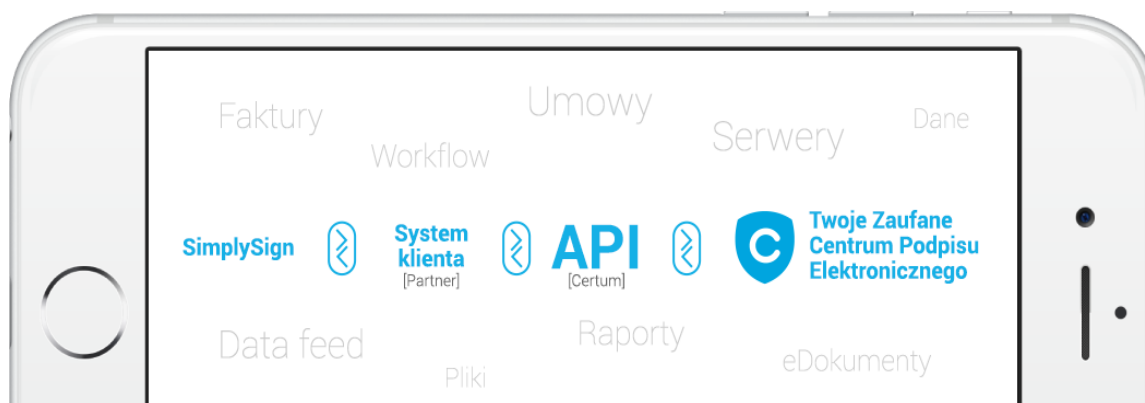 Umowy
Faktury
Dane
Serwery
Workflow
SimplySign
System
klienta
[Partner]
API
[Certum]
C
Twoje Zaufane
Centrum Podpisu
Elektronicznego
Data feed
Raporty
eDokumenty
Pliki